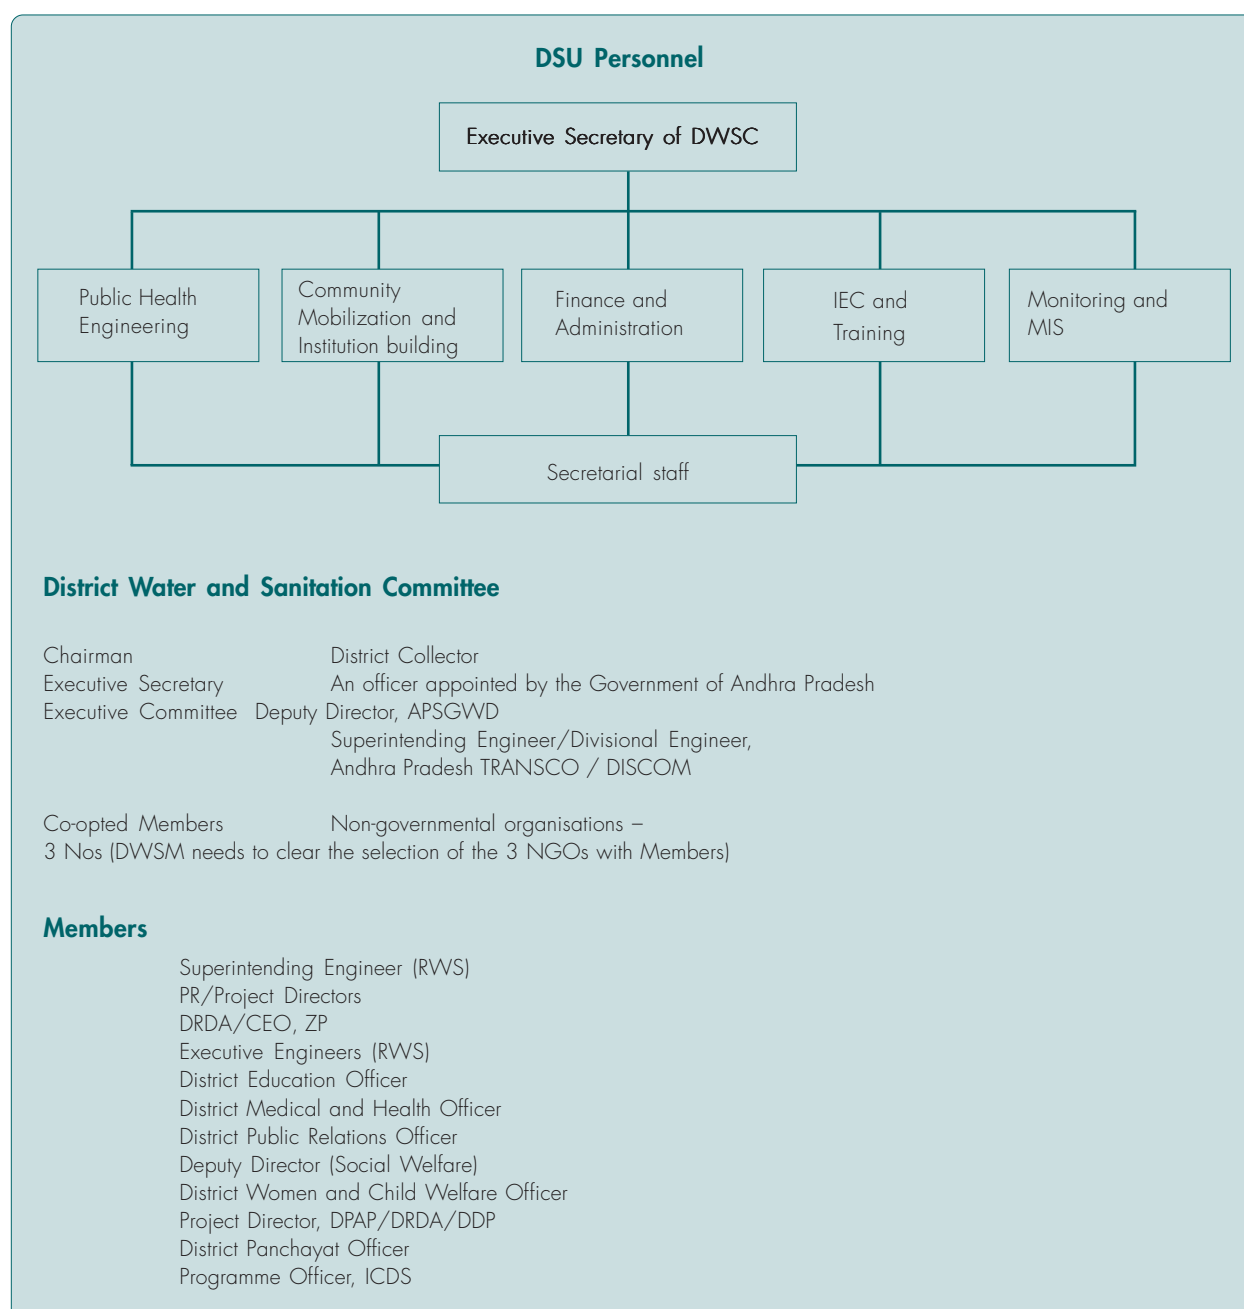 DSU Personnel
Executive Secretary of DWSC
Public Health
Engineering
Community
Mobilization and
Institution building
Finance and
Administration
IEC and
Training
Monitoring and
MIS
Secretarial staff
District Water and Sanitation Committee
Chairman District Collector
Executive Secretary An officer appointed by the Government of Andhra Pradesh
Executive Committee Deputy Director, APSGWD
Superintending Engineer/Divisional Engineer,
Andhra Pradesh TRANSCO / DISCOM
Co-opted Members Non-governmental organisations –
3 Nos (DWSM needs to clear the selection of the 3 NGOs with Members)
Members
Superintending Engineer (RWS)
PR/Project Directors
DRDA/CEO, ZP
Executive Engineers (RWS)
District Education Officer
District Medical and Health Officer
District Public Relations Officer
Deputy Director (Social Welfare)
District Women and Child Welfare Officer
Project Director, DPAP/DRDA/DDP
District Panchayat Officer
Programme Officer, ICDS